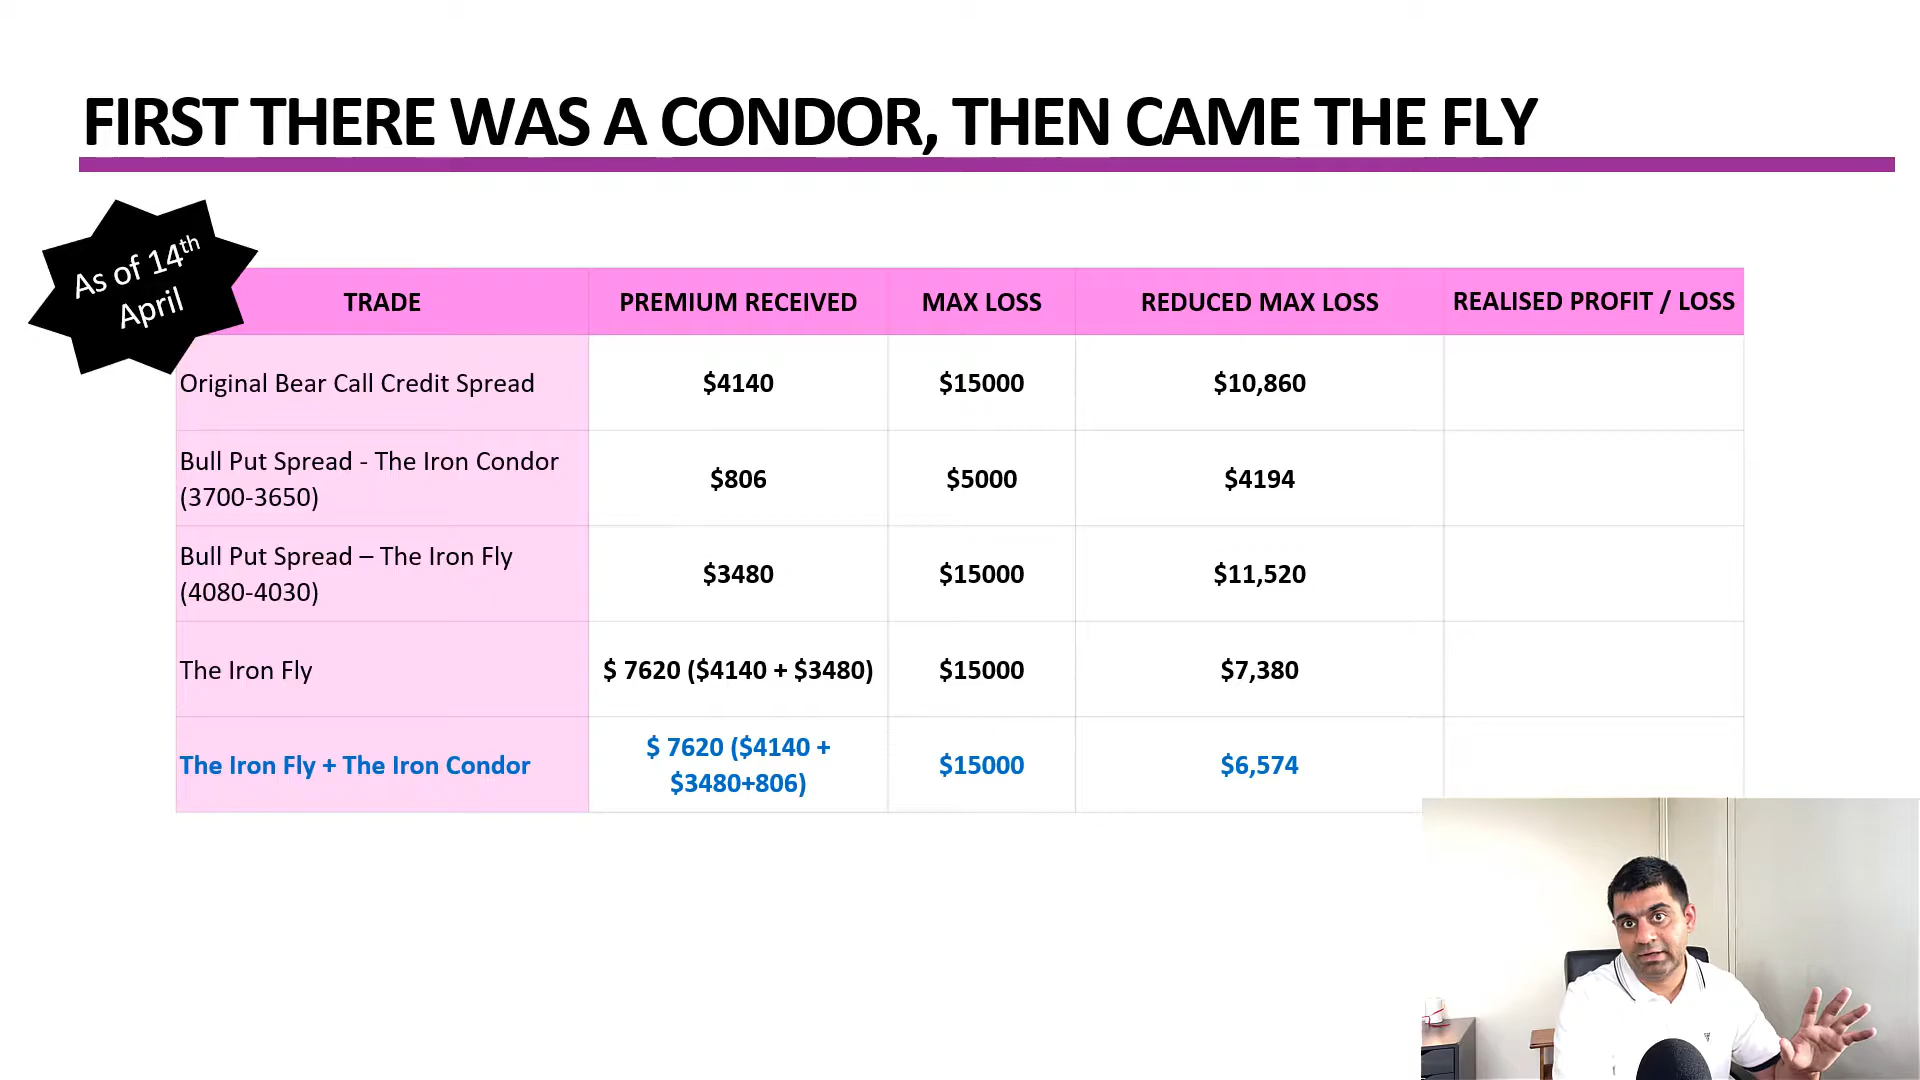 FIRST THERE WAS A CONDOR, THEN CAME THE FLY
As of 14th
April
TRADE
PREMIUM RECEIVED
MAX LOSS
REDUCED MAX LOSS
REALISED PROFIT / LOSS
Original Bear Call Credit Spread
$4140
$15000
$10,860
Bull Put Spread - The Iron Condor
(3700-3650)
$806
$5000
$4194
Bull Put Spread – The Iron Fly
(4080-4030)
$3480
$15000
$11,520
The Iron Fly
$ 7620 ($4140 + $3480)
$15000
$7,380
The Iron Fly + The Iron Condor
$ 7620 ($4140 +
$3480+806)
$15000
$6,574